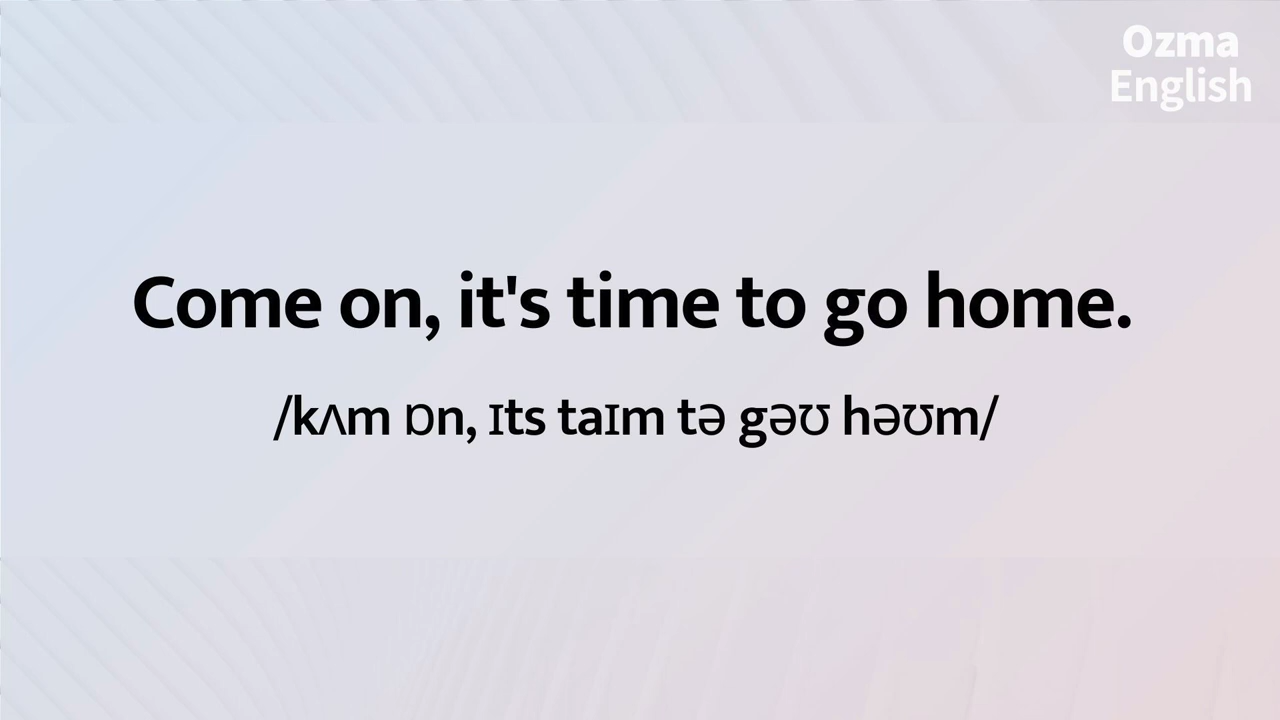 Ozma
English
Come on, it's time to go home.
/kʌm ɒn, ɪts taɪm tə gəʊ həʊm/